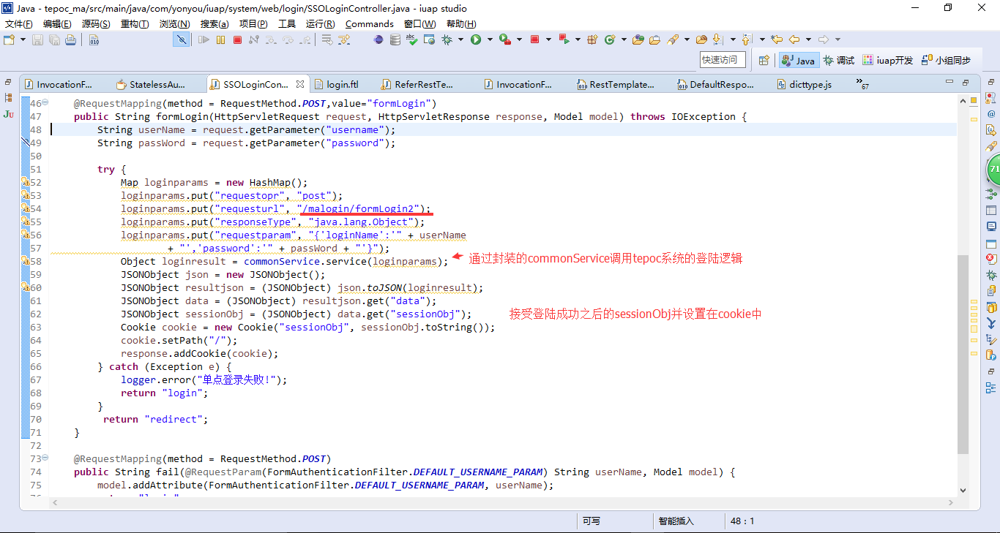 Java - tepoc_ma/src/main/java/com/yonyou/iuap/system/web/login/SSOLoginController.java - iuap studio
文件(F) 编辑(E) 源码(S) 重构(T) 浏览(N) 搜索(a) 项目(P) 工具 运行(R) Commands 窗口(W) 帮助(H)
快速访问 Java 调试 iuap开发 小组同步
InvocationF... StatelessAu... SSOLoginCon... login.ftl ReferRestTe... InvocationF... RestTemplate... DefaultRespo... dicttype.js »67
46 @RequestMapping(method = RequestMethod.POST,value="formLogin")
47 public String formLogin(HttpServletRequest request, HttpServletResponse response, Model model) throws IOException {
48 String userName = request.getParameter("username");
49 String passWord = request.getParameter("password");
50
51 try {
52 Map loginparams = new HashMap();
53 loginparams.put("requestopr", "post");
54 loginparams.put("requesturl", "/malogin/formLogin2");
55 loginparams.put("responseType", "java.lang.Object");
56 loginparams.put("requestparam", "{'loginName':'" + userName
57 + "','password':'" + passWord + "'}");
58 Object loginresult = commonService.service(loginparams); 通过封装的commonService调用tepoc系统的登陆逻辑
59 JSONObject json = new JSONObject();
60 JSONObject resultjson = (JSONObject) json.toJSON(loginresult);
61 JSONObject data = (JSONObject) resultjson.get("data");
62 JSONObject sessionObj = (JSONObject) data.get("sessionObj"); 接受登陆成功之后的sessionObj并设置在cookie中
63 Cookie cookie = new Cookie("sessionObj", sessionObj.toString());
64 cookie.setPath("/");
65 response.addCookie(cookie);
66 } catch (Exception e) {
67 logger.error("单点登录失败!");
68 return "login";
69 }
70 return "redirect";
71 }
72
73 @RequestMapping(method = RequestMethod.POST)
74 public String fail(@RequestParam(FormAuthenticationFilter.DEFAULT_USERNAME_PARAM) String userName, Model model) {
75 model.addAttribute(FormAuthenticationFilter.DEFAULT_USERNAME_PARAM, userName);
71
可写 智能插入 48 : 1